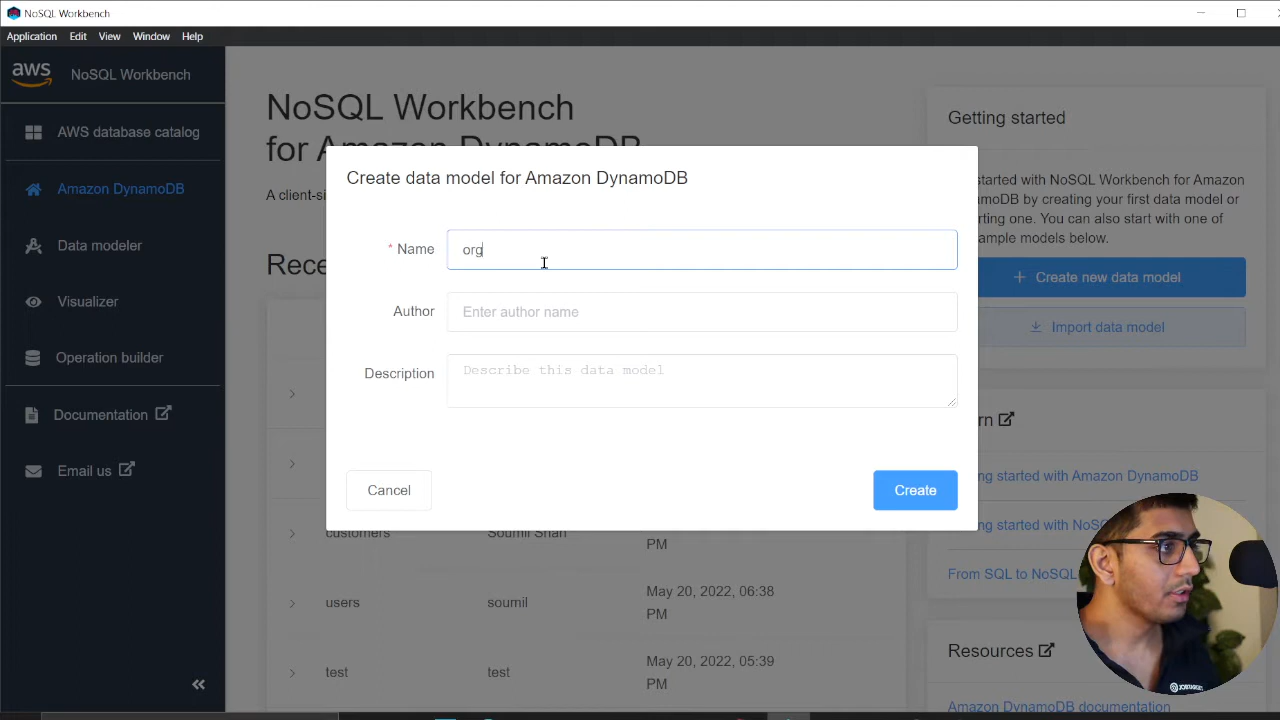 NoSQL Workbench
Application Edit View Window Help
aws NoSQL Workbench
AWS database catalog
Amazon DynamoDB
Data modeler
Visualizer
Operation builder
Documentation
Email us
NoSQL Workbench
for Amazon DynamoDB
A client-si
Rece
Create data model for Amazon DynamoDB
* Name org
Author Enter author name
Description Describe this data model
Cancel Create
customers Soumil Shah
PM
users soumil May 20, 2022, 06:38
PM
test test May 20, 2022, 05:39
PM
Getting started
started with NoSQL Workbench for Amazon
moDB by creating your first data model or
rting one. You can also start with one of
ample models below.
Create new data model
Import data model
rn
ng started with Amazon DynamoDB
ng started with NoS
From SQL to NoSQL
Resources
Amazon DynamoDB documentation